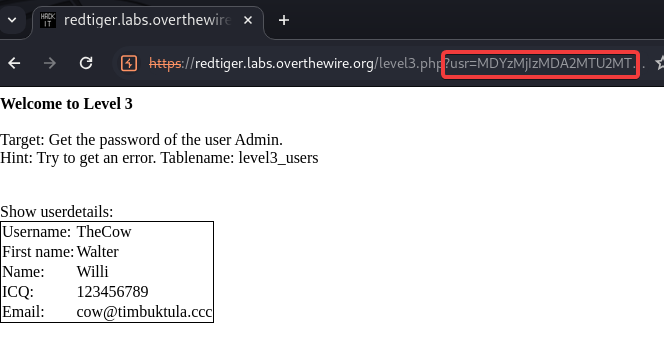 HACK IT
redtiger.labs.overthewire
https://redtiger.labs.overthewire.org/level3.php?usr=MDYzMjIzMDA2MTU2MT...
Welcome to Level 3
Target: Get the password of the user Admin.
Hint: Try to get an error. Tablename: level3_users
Show userdetails:
Username: TheCow
First name: Walter
Name: Willi
ICQ: 123456789
Email: cow@timbuktula.ccc